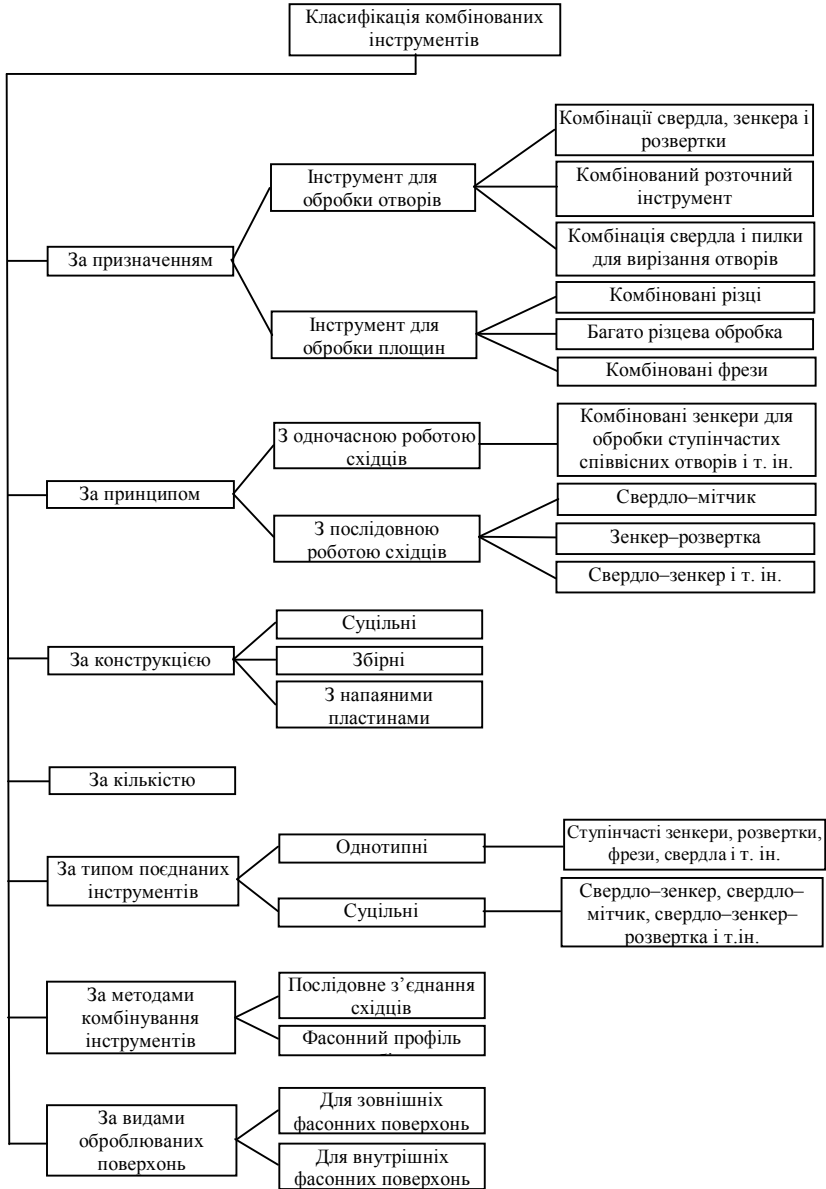 Класифікація комбінованих
інструментів
Комбінації свердла, зенкера і
розвертки
Інструмент для
обробки отворів
Комбінований розточний
інструмент
Комбінація свердла і пилки
для вирізання отворів
За призначенням
Комбіновані різці
Інструмент для
обробки площин
Багато різцева обробка
Комбіновані фрези
Комбіновані зенкери для
обробки ступінчастих
співвісних отворів і т. ін.
З одночасною роботою
східців
За принципом
Свердло–мітчик
З послідовною
роботою східців
Зенкер–розвертка
Свердло–зенкер і т. ін.
Суцільні
За конструкцією
Збірні
З напаяними
пластинами
За кількістю
Однотипні
Ступінчасті зенкери, розвертки,
фрези, свердла і т. ін.
За типом поєднаних
інструментів
Суцільні
Свердло–зенкер, свердло–
мітчик, свердло–зенкер–
розвертка і т.ін.
За методами
комбінування
інструментів
Послідовне з’єднання
східців
Фасонний профіль
За видами
оброблюваних
поверхонь
Для зовнішніх
фасонних поверхонь
Для внутрішніх
фасонних поверхонь